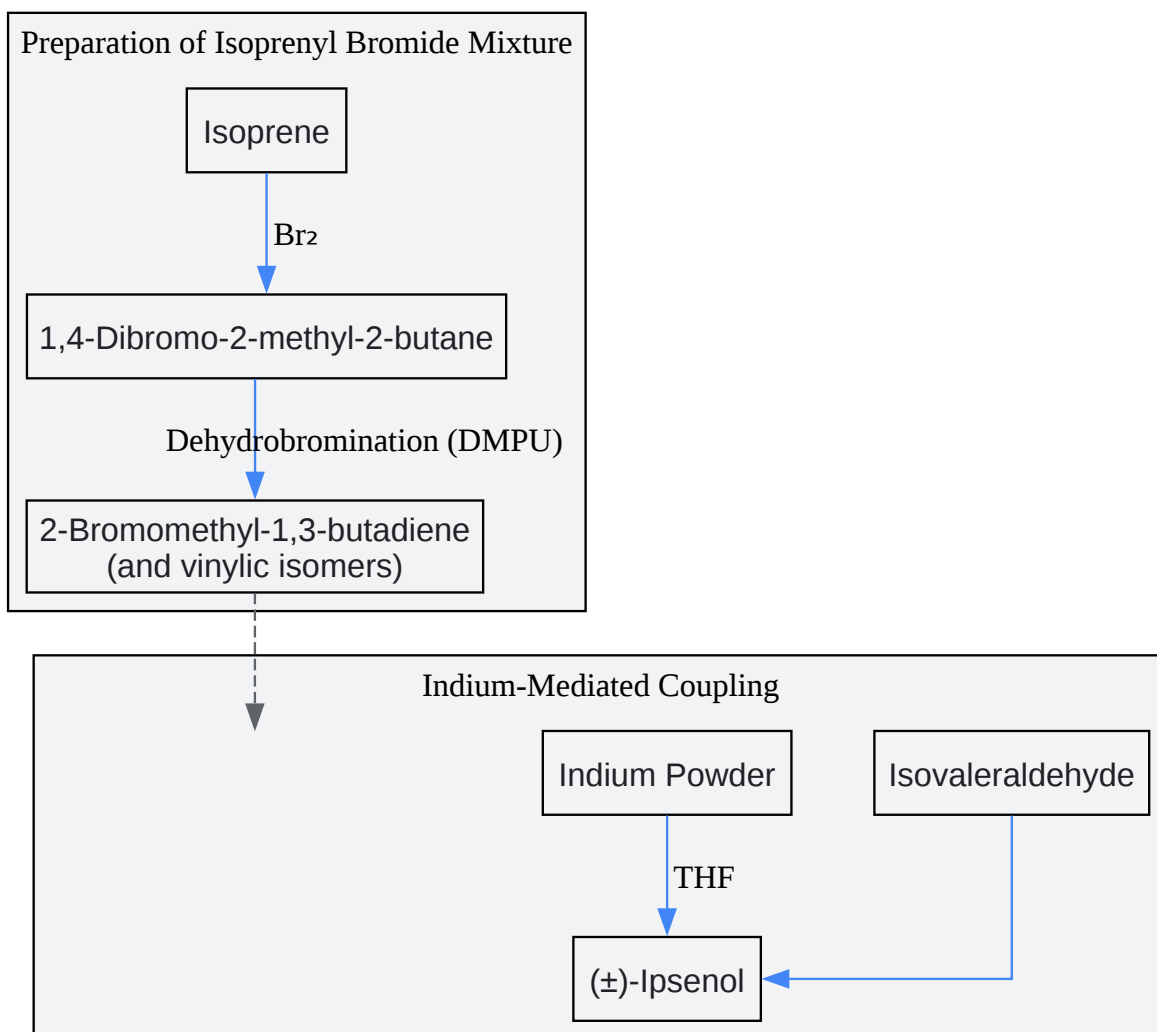 Preparation of Isoprenyl Bromide Mixture
Isoprene
Br₂
1,4-Dibromo-2-methyl-2-butane
Dehydrobromination (DMPU)
2-Bromomethyl-1,3-butadiene
(and vinylic isomers)
Indium-Mediated Coupling
Indium Powder
Isovaleraldehyde
THF
(±)-Ipsenol